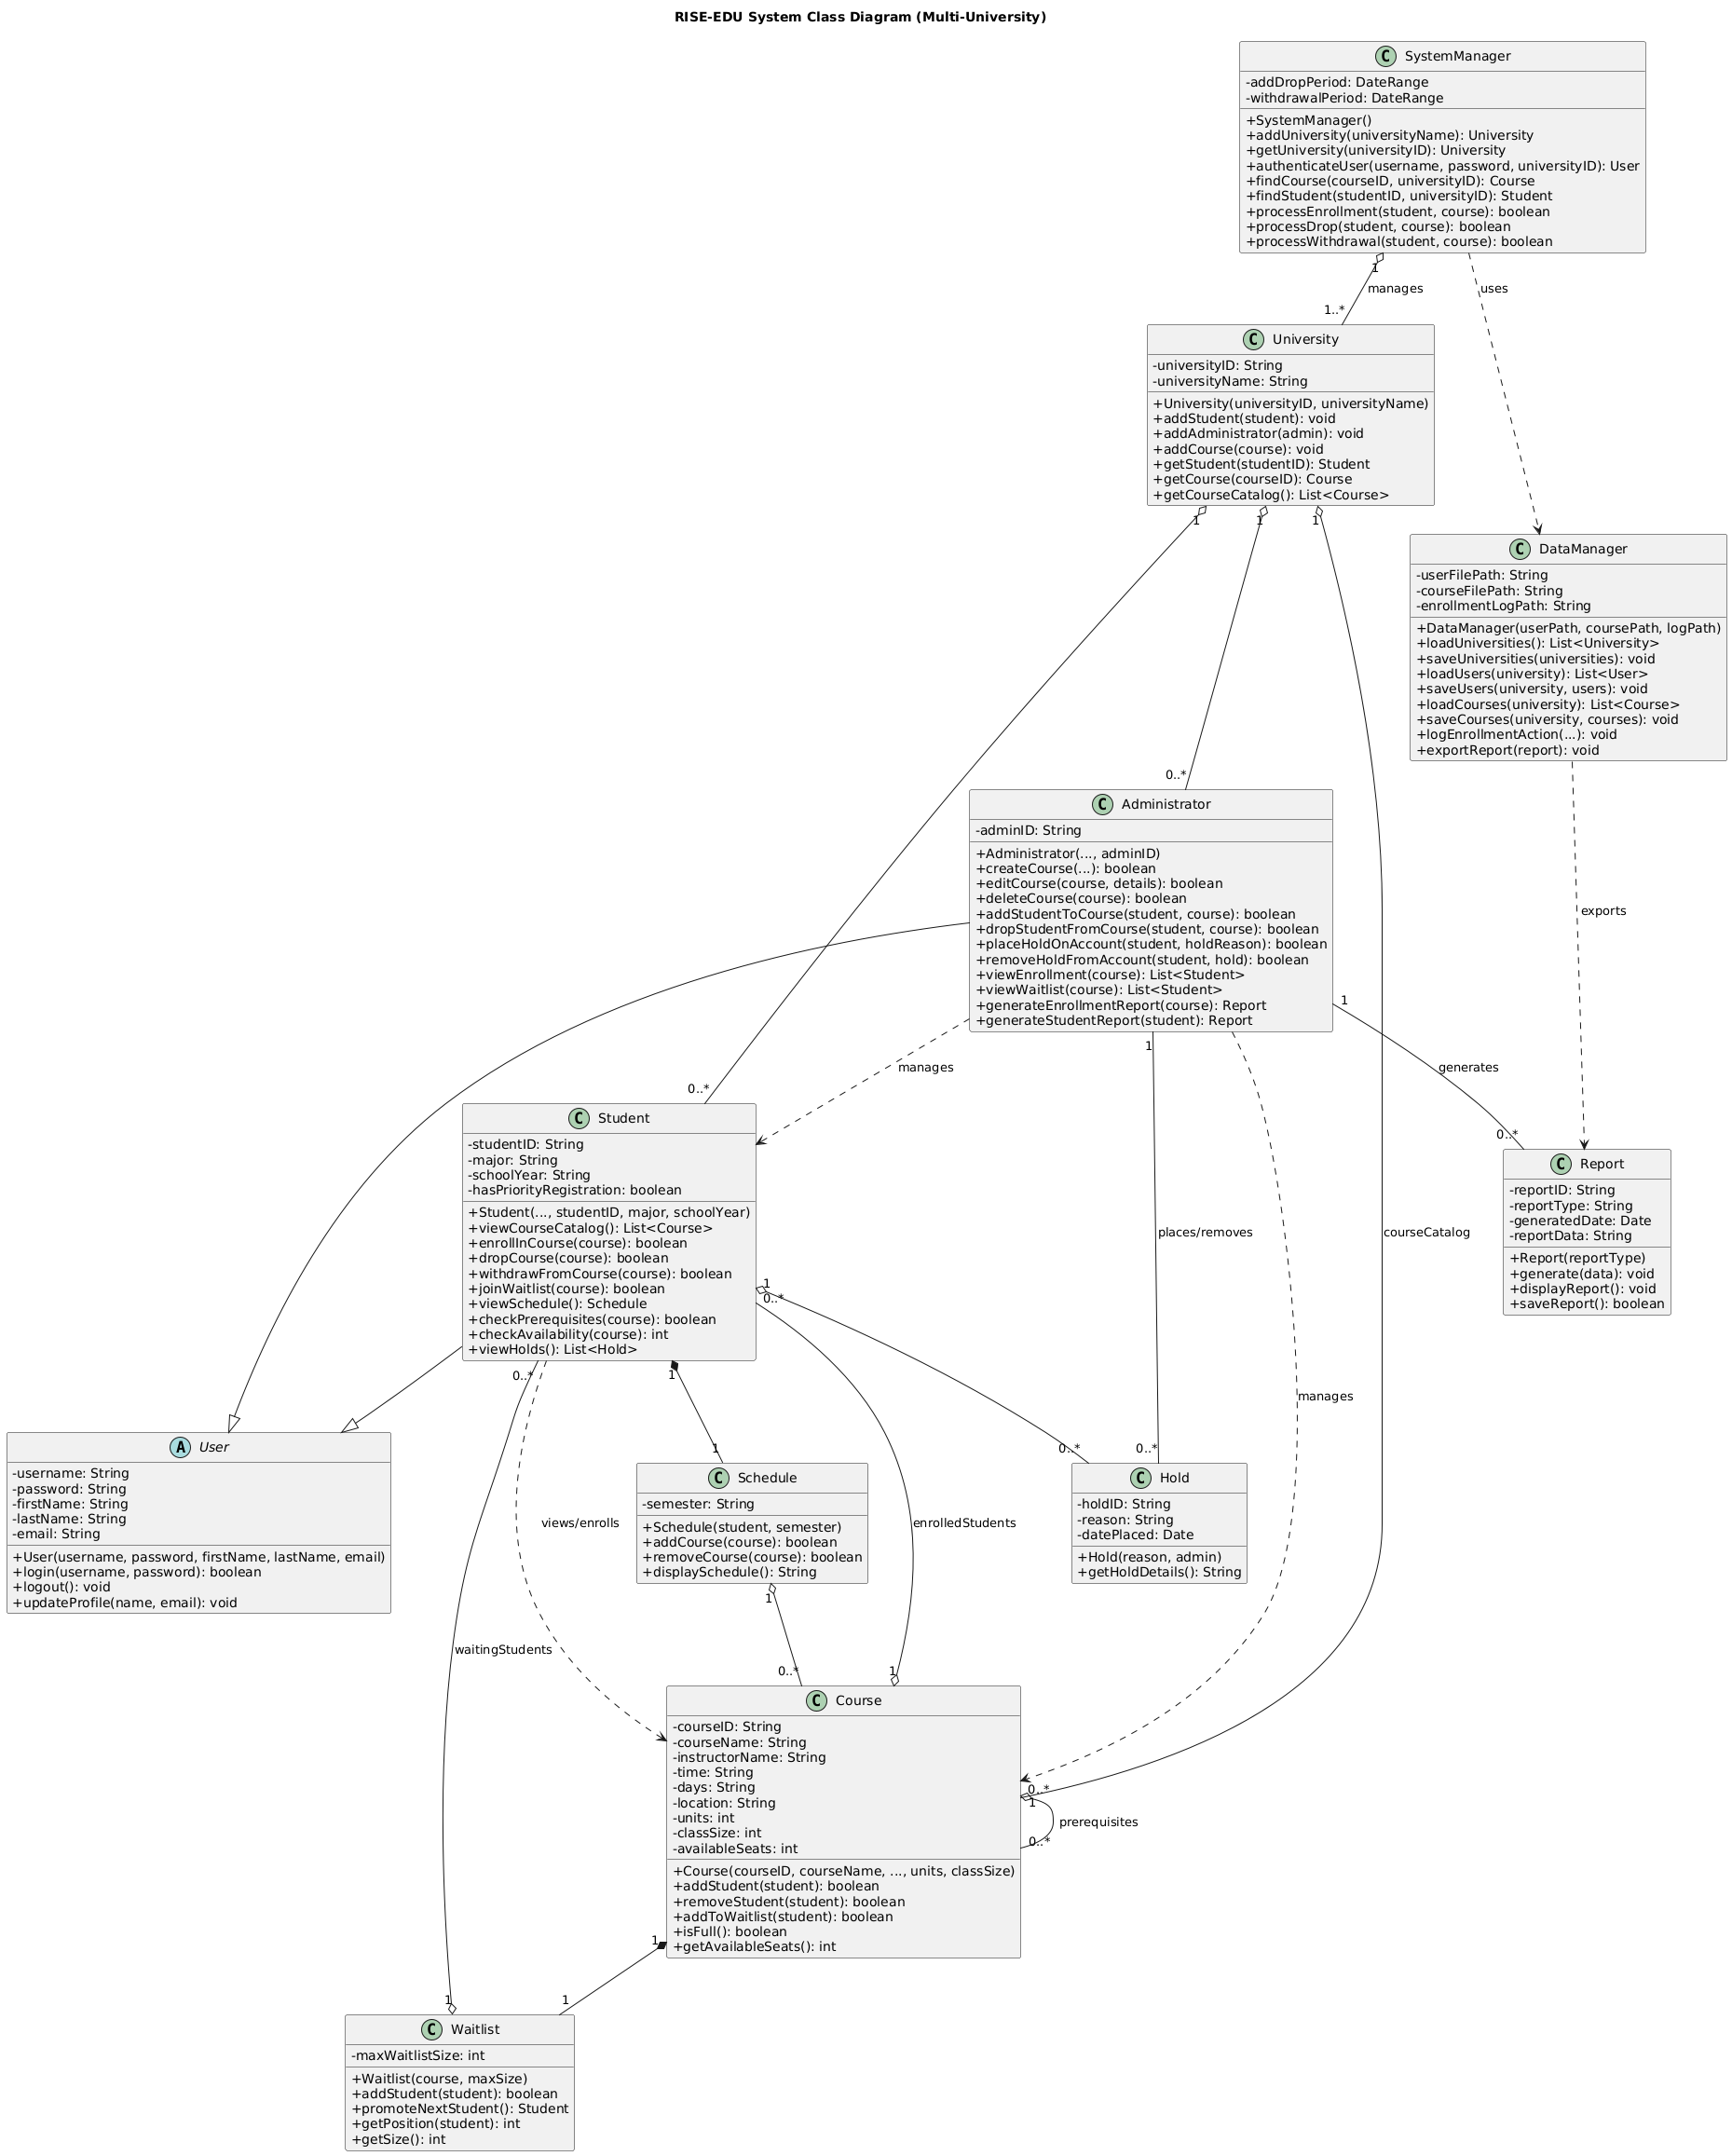 RISE-EDU System Class Diagram (Multi-University)
C SystemManager
-addDropPeriod: DateRange
-withdrawalPeriod: DateRange
+SystemManager()
+addUniversity(universityName): University
+getUniversity(universityID): University
+authenticateUser(username, password, universityID): User
+findCourse(courseID, universityID): Course
+findStudent(studentID, universityID): Student
+processEnrollment(student, course): boolean
+processDrop(student, course): boolean
+processWithdrawal(student, course): boolean
1
manages
uses
1..*
C University
-universityID: String
-universityName: String
+University(universityID, universityName)
+addStudent(student): void
+addAdministrator(admin): void
+addCourse(course): void
+getStudent(studentID): Student
+getCourse(courseID): Course
+getCourseCatalog(): List<Course>
1
1
1
C DataManager
-userFilePath: String
-courseFilePath: String
-enrollmentLogPath: String
+DataManager(userPath, coursePath, logPath)
+loadUniversities(): List<University>
+saveUniversities(universities): void
+loadUsers(university): List<User>
+saveUsers(university, users): void
+loadCourses(university): List<Course>
+saveCourses(university, courses): void
+logEnrollmentAction(...): void
+exportReport(report): void
0..*
C Administrator
-adminID: String
+Administrator(..., adminID)
+createCourse(...): boolean
+editCourse(course, details): boolean
+deleteCourse(course): boolean
+addStudentToCourse(student, course): boolean
+dropStudentFromCourse(student, course): boolean
+placeHoldOnAccount(student, holdReason): boolean
+removeHoldFromAccount(student, hold): boolean
+viewEnrollment(course): List<Student>
+viewWaitlist(course): List<Student>
+generateEnrollmentReport(course): Report
+generateStudentReport(student): Report
exports
1
1
manages
generates
0..*
0..*
C Student
-studentID: String
-major: String
-schoolYear: String
-hasPriorityRegistration: boolean
+Student(..., studentID, major, schoolYear)
+viewCourseCatalog(): List<Course>
+enrollInCourse(course): boolean
+dropCourse(course): boolean
+withdrawFromCourse(course): boolean
+joinWaitlist(course): boolean
+viewSchedule(): Schedule
+checkPrerequisites(course): boolean
+checkAvailability(course): int
+viewHolds(): List<Hold>
C Report
-reportID: String
-reportType: String
-generatedDate: Date
-reportData: String
+Report(reportType)
+generate(data): void
+displayReport(): void
+saveReport(): boolean
places/removes
courseCatalog
1
0..*
0..*
1
manages
1
0..*
0..*
A User
-username: String
-password: String
-firstName: String
-lastName: String
-email: String
+User(username, password, firstName, lastName, email)
+login(username, password): boolean
+logout(): void
+updateProfile(name, email): void
views/enrolls
C Schedule
-semester: String
+Schedule(student, semester)
+addCourse(course): boolean
+removeCourse(course): boolean
+displaySchedule(): String
enrolledStudents
C Hold
-holdID: String
-reason: String
-datePlaced: Date
+Hold(reason, admin)
+getHoldDetails(): String
1
waitingStudents
0..*
1
C Course
-courseID: String
-courseName: String
-instructorName: String
-time: String
-days: String
-location: String
-units: int
-classSize: int
-availableSeats: int
+Course(courseID, courseName, ..., units, classSize)
+addStudent(student): boolean
+removeStudent(student): boolean
+addToWaitlist(student): boolean
+isFull(): boolean
+getAvailableSeats(): int
0..*
1
prerequisites
0..*
1
1
1
C Waitlist
-maxWaitlistSize: int
+Waitlist(course, maxSize)
+addStudent(student): boolean
+promoteNextStudent(): Student
+getPosition(student): int
+getSize(): int